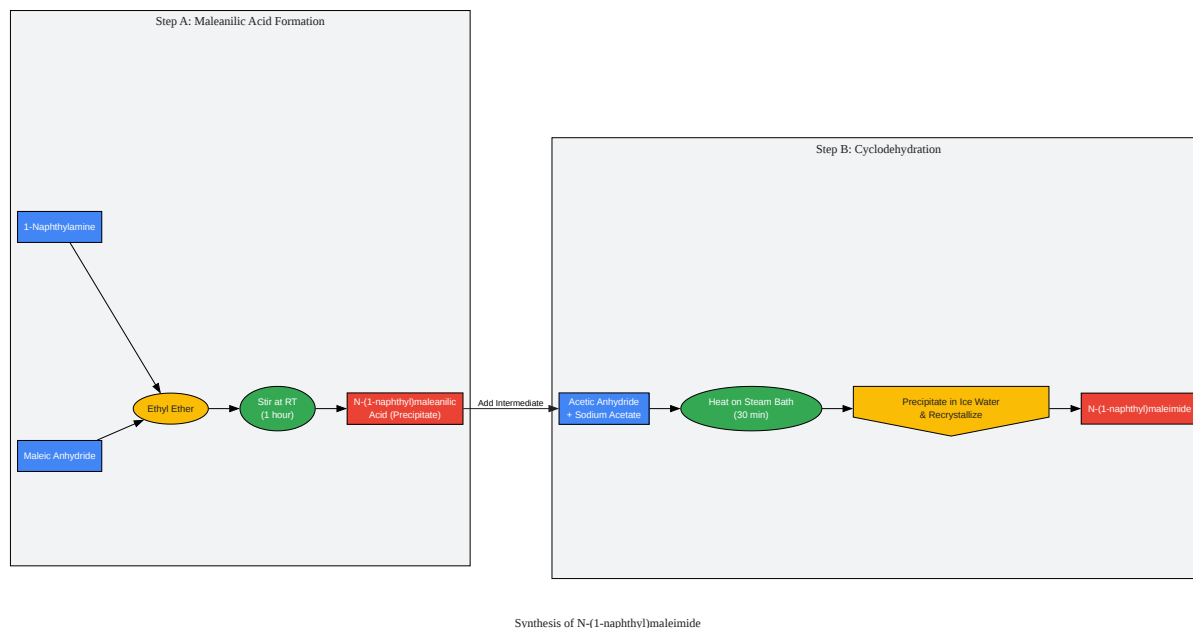 Step A: Maleanilic Acid Formation
1-Naphthylamine
Maleic Anhydride
Ethyl Ether
Stir at RT
(1 hour)
N-(1-naphthyl)maleanilic
Acid (Precipitate)
Add Intermediate
Step B: Cyclodehydration
Acetic Anhydride
+ Sodium Acetate
Heat on Steam Bath
(30 min)
Precipitate in Ice Water
& Recrystallize
N-(1-naphthyl)maleimide
Synthesis of N-(1-naphthyl)maleimide